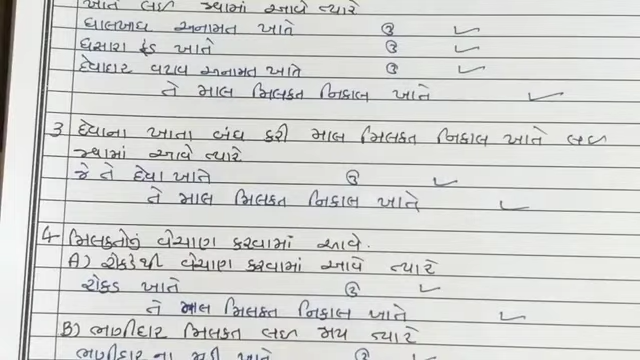 ખાતે લઈ જવામાં આવે ત્યારે
ઘાલખાધ અનામત ખાતે ઉ ✓
ઘસારા ફંડ ખાતે ઉ ✓
દેવાદાર વટાવ અનામત ખાતે ઉ ✓
તે માલ મિલકત નિકાલ ખાતે ✓
3 દેવાના ખાતા બંધ કરી માલ મિલકત નિકાલ ખાતે લઈ
જવામાં આવે ત્યારે
જે તે દેવા ખાતે ઉ ✓
તે માલ મિલકત નિકાલ ખાતે ✓
4 મિલકતોનું વેચાણ કરવામાં આવે.
A) રોકડેથી વેચાણ કરવામાં આવે ત્યારે
રોકડ ખાતે ઉ ✓
તે માલ મિલકત નિકાલ ખાતે ✓
B) ભાગીદાર મિલકત લઈ જાય ત્યારે
ભાગીદાર ના મૂડી ખાતે ઉ ✓